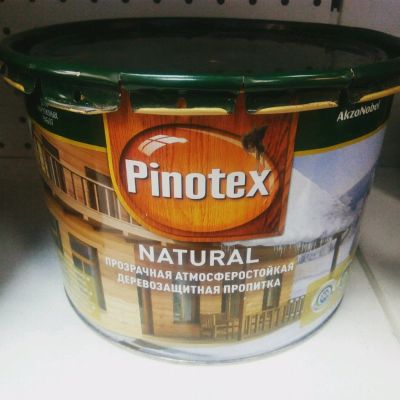 AkzoNobel
Pinotex
NATURAL
ПРОЗРАЧНАЯ АТМОСФЕРОСТОЙКАЯ
ДЕРЕВОЗАЩИТНАЯ ПРОПИТКА